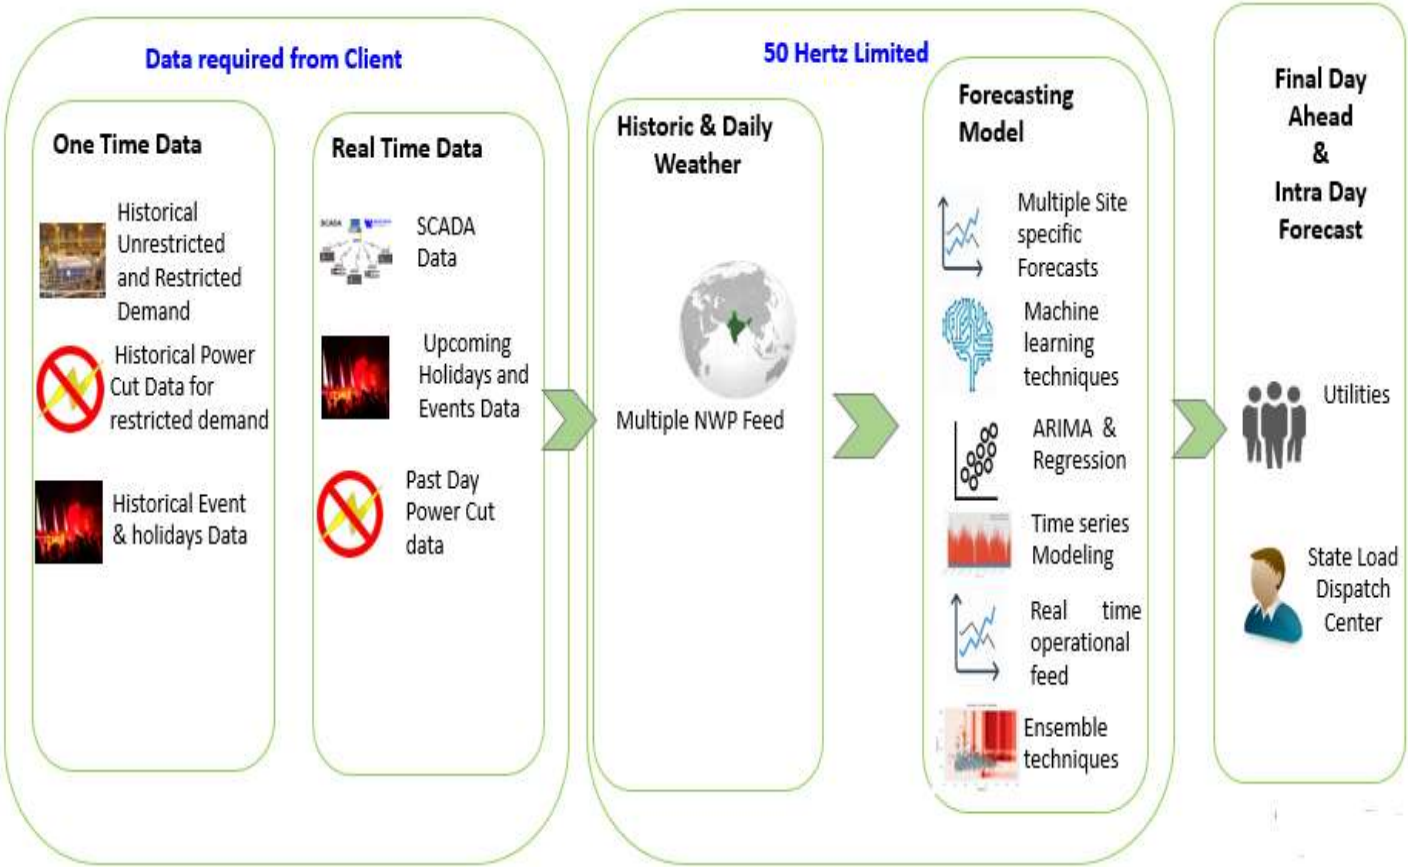 Data required from Client
One Time Data
Historical
Unrestricted
and Restricted
Demand
Historical Power
Cut Data for
restricted demand
Historical Event
& holidays Data
Real Time Data
SCADA
SCADA
Data
Upcoming
Holidays and
Events Data
Past Day
Power Cut
data
50 Hertz Limited
Historic & Daily
Weather
Multiple NWP Feed
Forecasting
Model
Multiple Site
specific
Forecasts
Machine
learning
techniques
ARIMA &
Regression
Time series
Modeling
Real time
operational
feed
Ensemble
techniques
Final Day
Ahead
&
Intra Day
Forecast
Utilities
State Load
Dispatch
Center